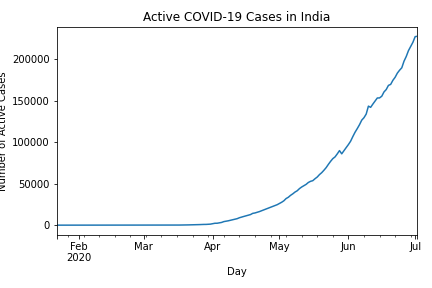 Active COVID-19 Cases in India
Number of Active Cases
200000
150000
100000
50000
0
Feb
2020
Mar
Apr
May
Jun
Jul
Day